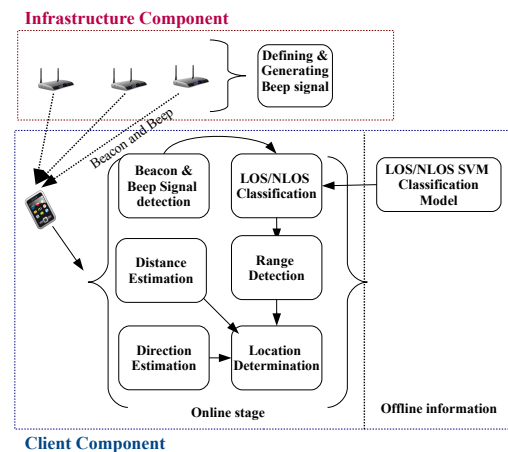 Infrastructure Component
Defining &
Generating
Beep signal
Beacon and Beep
Beacon &
Beep Signal
detection
LOS/NLOS
Classification
LOS/NLOS SVM
Classification
Model
Distance
Estimation
Range
Detection
Direction
Estimation
Location
Determination
Online stage
Offline information
Client Component